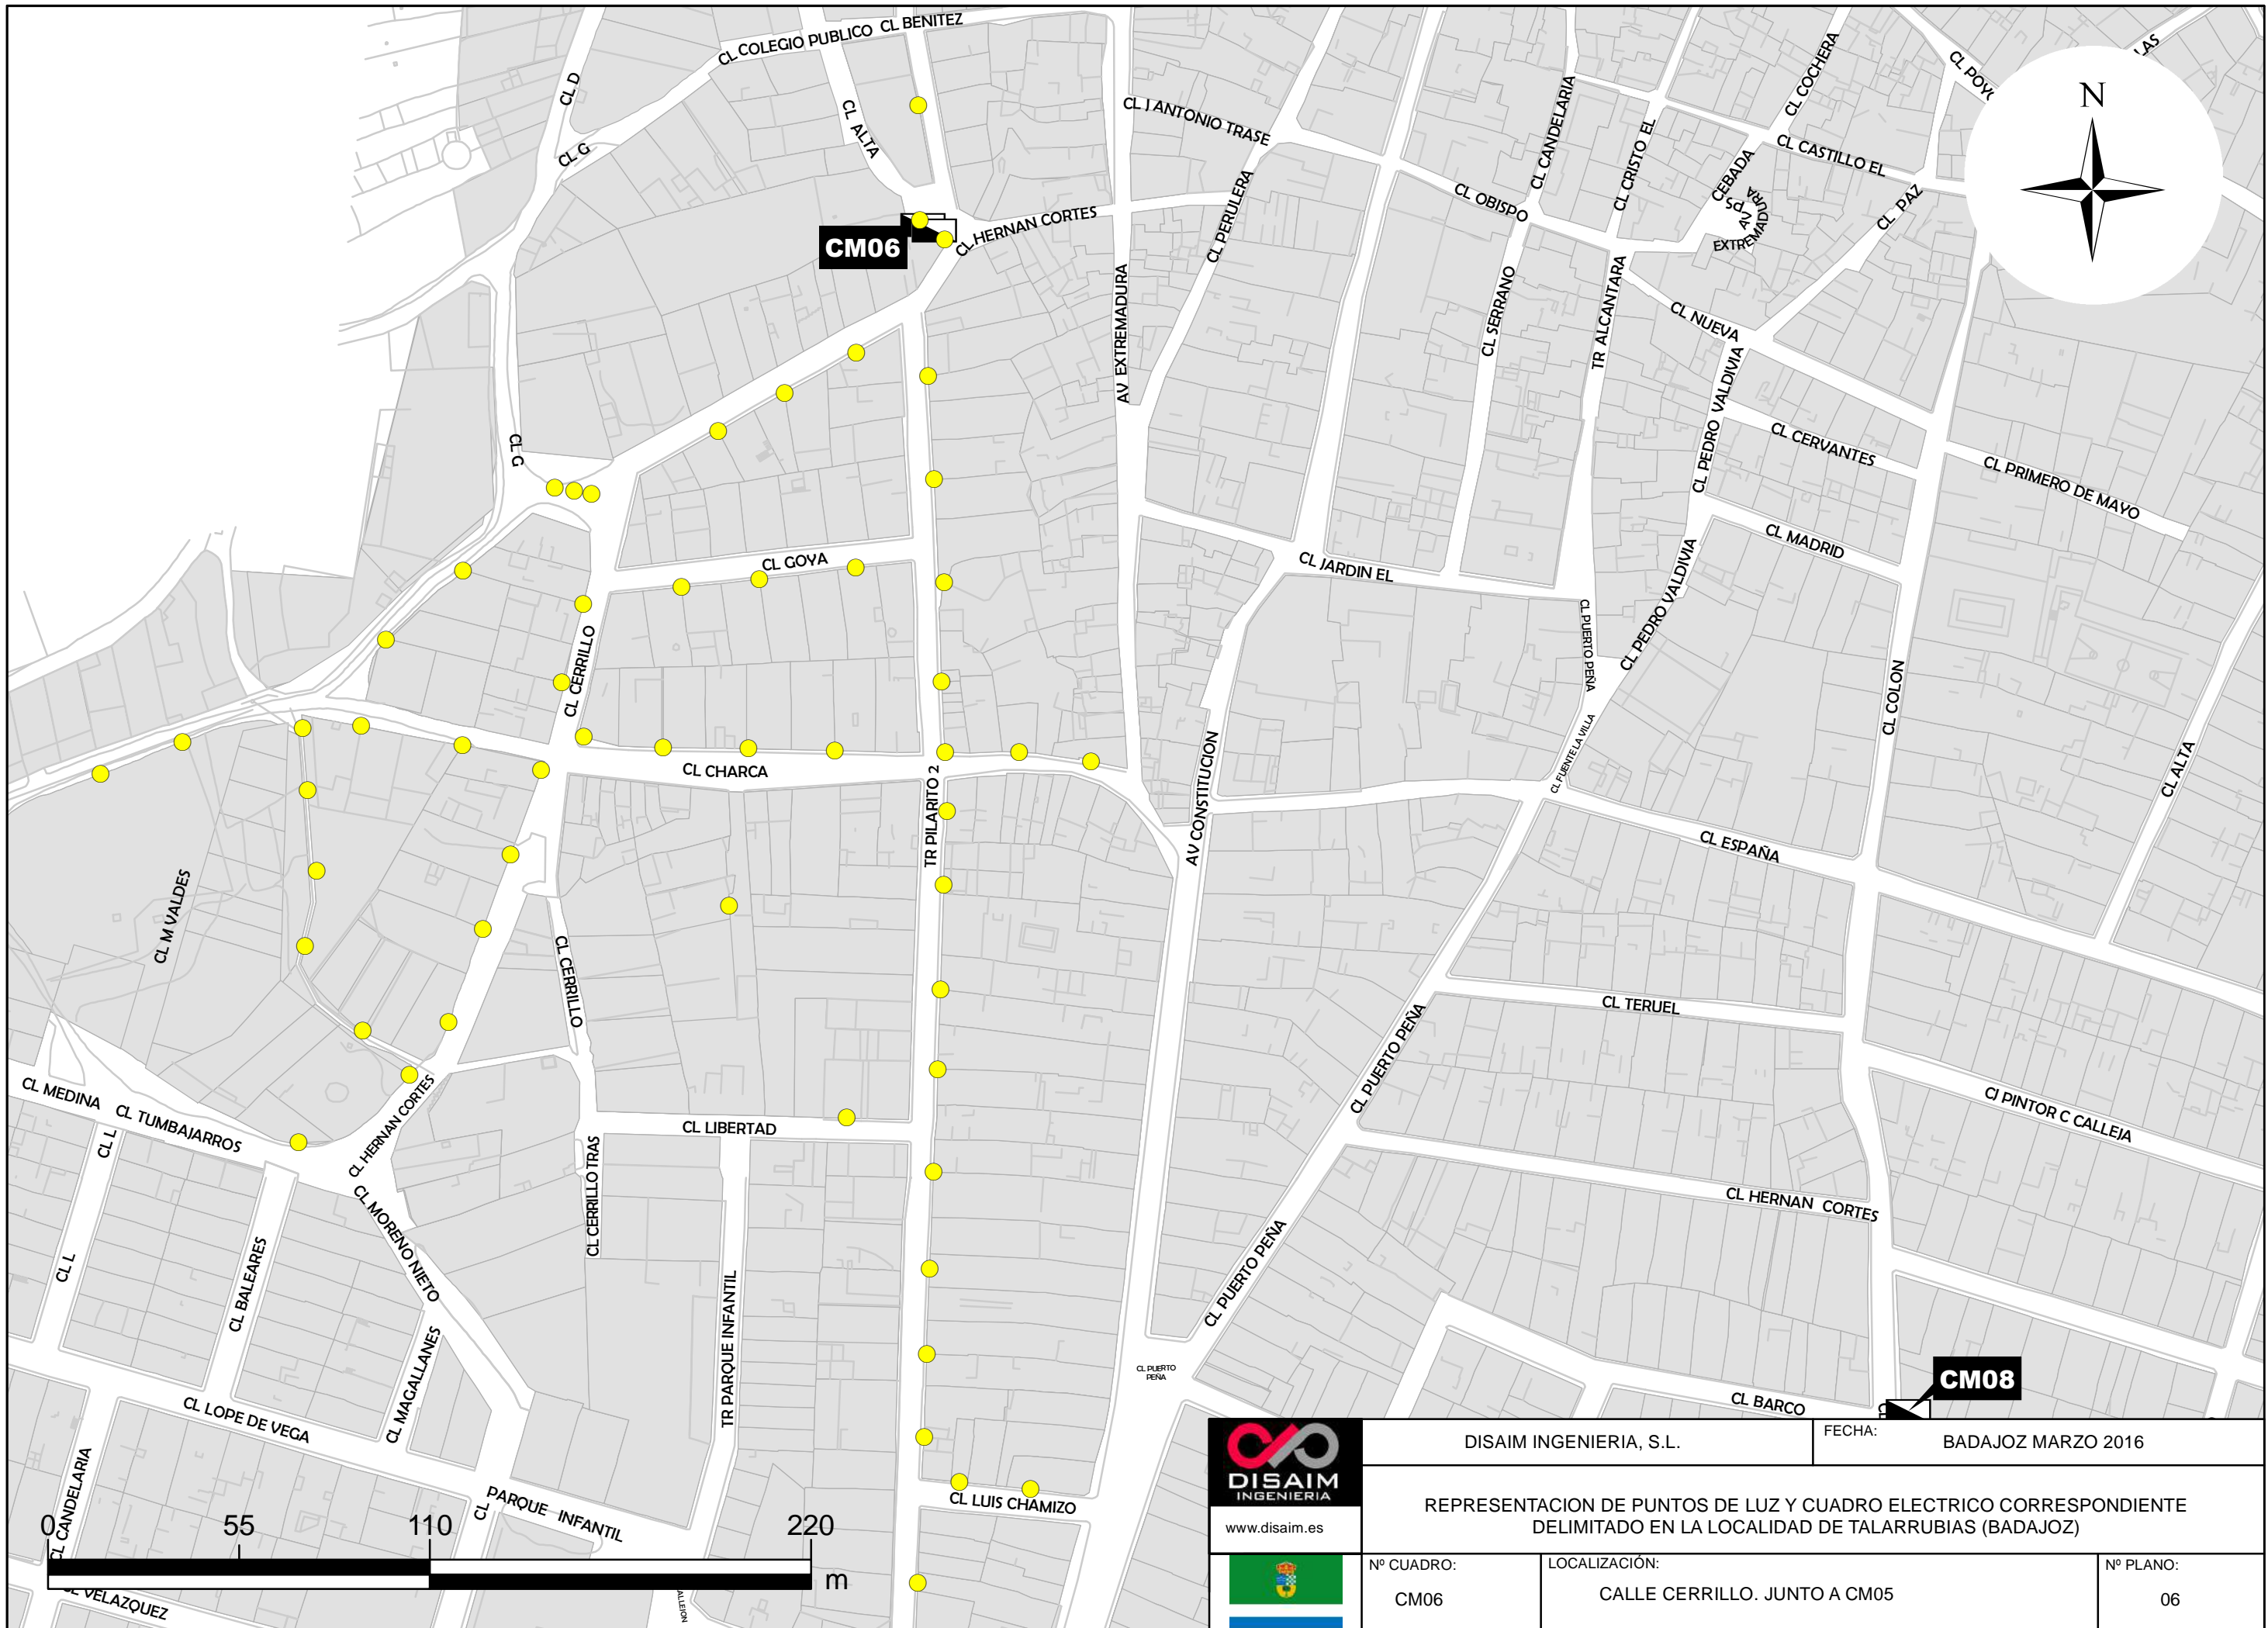 CL COLEGIO PUBLICO
CL BENITEZ
CL D
CL G
CL ALTA
CL J ANTONIO TRASE
CL CANDELARIA
CL CRISTO EL
CL COCHERA
CL CASTILLO EL
N
CEBADA
EXTREMADURA
CL PAZ
CL OBISPO
CL PERULERA
CM06
CL HERNAN CORTES
AV EXTREMADURA
CL SERRANO
TR ALCANTARA
CL NUEVA
CL PEDRO VALDIVIA
CL CERVANTES
CL PRIMERO DE MAYO
CL MADRID
CL G
CL GOYA
CL JARDIN EL
CL PUERTO PEÑA
CL PEDRO VALDIVIA
CL CERRILLO
CL COLON
CL ALTA
CL CHARCA
TR PILARITO 2
AV CONSTITUCION
CL FUENTE LA VILLA
CL ESPAÑA
CL M VALDES
CL CERRILLO
CL TERUEL
CL PUERTO PEÑA
CL MEDINA
CL TUMBAJARROS
CL L
CL HERNAN CORTES
CL LIBERTAD
CJ PINTOR C CALLEJA
CL CERRILLO TRAS
CL MORENO NIETO
CL HERNAN CORTES
CL L
CL BALEARES
CL MAGALLANES
TR PARQUE INFANTIL
CL PUERTO PEÑA
CL PUERTO
PEÑA
CM08
CL BARCO
CL LOPE DE VEGA
CL CANDELARIA
CL
PARQUE INFANTIL
CL LUIS CHAMIZO
CL VELAZQUEZ
0 55 110 220
m
DISAIM
INGENIERIA
www.disaim.es
DISAIM INGENIERIA, S.L.
FECHA:
BADAJOZ MARZO 2016
REPRESENTACION DE PUNTOS DE LUZ Y CUADRO ELECTRICO CORRESPONDIENTE
DELIMITADO EN LA LOCALIDAD DE TALARRUBIAS (BADAJOZ)
Nº CUADRO:
CM06
LOCALIZACIÓN:
CALLE CERRILLO. JUNTO A CM05
Nº PLANO:
06